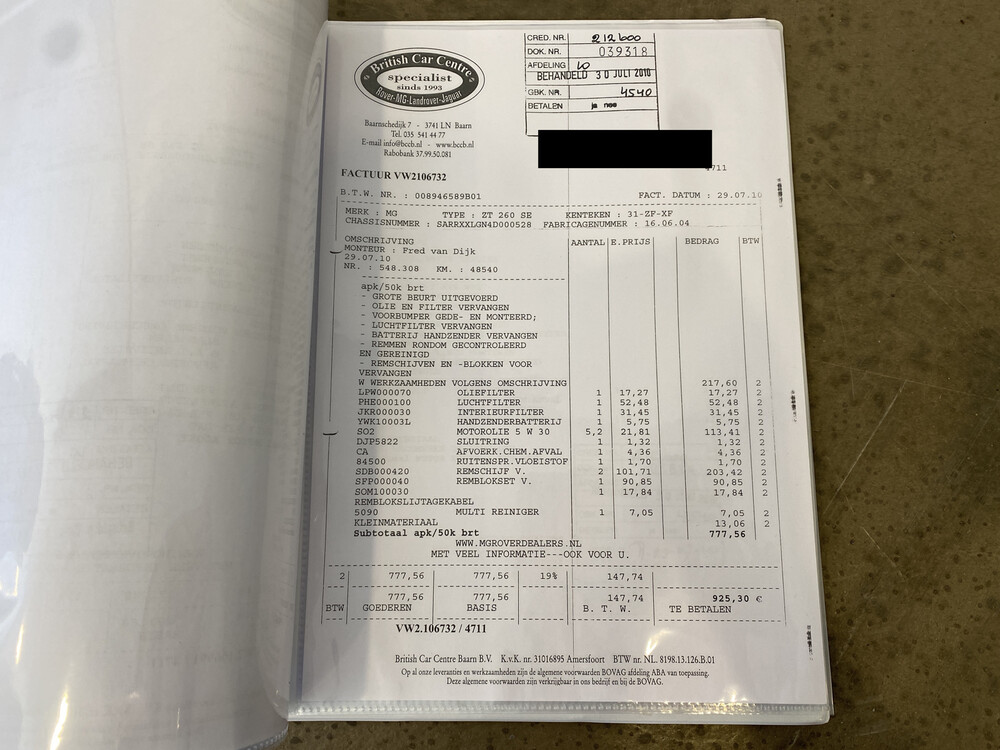 British Car Centre
specialist
sinds 1993
Rover-MG-Landrover-Jaguar
Baarnschedijk 7 - 3741 LN Baarn
Tel. 035 541 44 77
E-mail info@bccb.nl - www.bccb.nl
Rabobank 37.99.50.081
CRED. NR. 212600
DOK. NR. 039318
AFDELING W
BEHANDELD 30 JULI 2010
GBK. NR. 4540
BETALEN ja nee
4711
FACTUUR VW2106732
B.T.W. NR. : 008946589B01 FACT. DATUM : 29.07.10
MERK : MG TYPE : ZT 260 SE KENTEKEN : 31-ZF-XF
CHASSISNUMMER : SARRXXLGN4D000528 FABRICAGENUMMER : 16.06.04
OMSCHRIJVING AANTAL E.PRIJS BEDRAG BTW
MONTEUR : Fred van Dijk
29.07.10
NR. : 548.308 KM. : 48540
apk/50k brt
- GROTE BEURT UITGEVOERD
- OLIE EN FILTER VERVANGEN
- VOORBUMPER GEDE- EN MONTEERD;
- LUCHTFILTER VERVANGEN
- BATTERIJ HANDZENDER VERVANGEN
- REMMEN RONDOM GECONTROLEERD
EN GEREINIGD
- REMSCHIJVEN EN -BLOKKEN VOOR
VERVANGEN
W WERKZAAMHEDEN VOLGENS OMSCHRIJVING 217,60 2
LPW000070 OLIEFILTER 1 17,27 17,27 2
PHE000100 LUCHTFILTER 1 52,48 52,48 2
JKR000030 INTERIEURFILTER 1 31,45 31,45 2
YWK10003L HANDZENDERBATTERIJ 1 5,75 5,75 2
SO2 MOTOROLIE 5 W 30 5,2 21,81 113,41 2
DJP5822 SLUITRING 1 1,32 1,32 2
CA AFVOERK.CHEM.AFVAL 1 4,36 4,36 2
84500 RUITENSPR.VLOEISTOF 1 1,70 1,70 2
SDB000420 REMSCHIJF V. 2 101,71 203,42 2
SFP000040 REMBLOKSET V. 1 90,85 90,85 2
SOM100030 1 17,84 17,84 2
REMBLOKSLIJTAGEKABEL
5090 MULTI REINIGER 1 7,05 7,05 2
KLEINMATERIAAL 13,06 2
Subtotaal apk/50k brt 777,56
WWW.MGROVERDEALERS.NL
MET VEEL INFORMATIE---OOK VOOR U.
2 777,56 777,56 19% 147,74
777,56 777,56 147,74 925,30 €
BTW GOEDEREN BASIS B. T. W. TE BETALEN
VW2.106732 / 4711
British Car Centre Baarn B.V. K.v.K. nr. 31016895 Amersfoort BTW nr. NL. 8198.13.126.B.01
Op al onze leveranties en werkzaamheden zijn de algemene voorwaarden BOVAG afdeling ABA van toepassing.
Deze algemene voorwaarden zijn verkrijgbaar in ons bedrijf en bij de BOVAG.